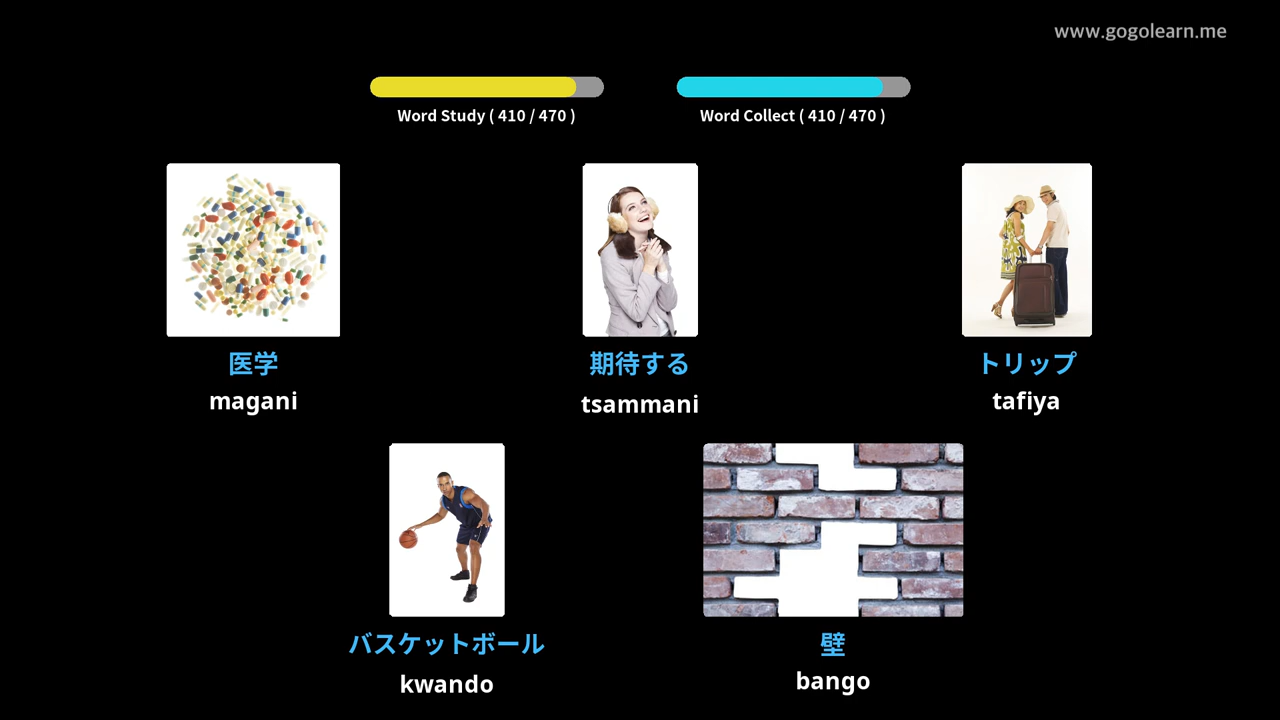 www.gogolearn.me
Word Study ( 410 / 470 )
Word Collect ( 410 / 470 )
医学
magani
期待する
tsammani
トリップ
tafiya
バスケットボール
kwando
壁
bango